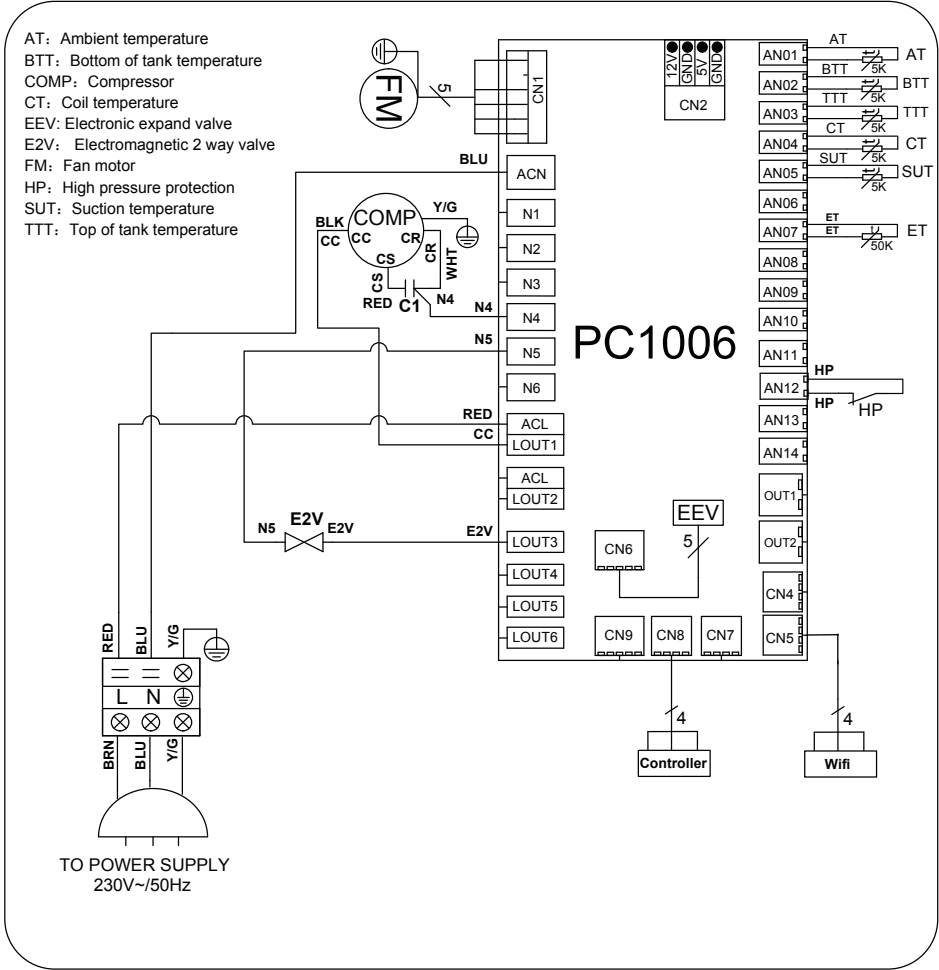 AT：Ambient temperature
BTT：Bottom of tank temperature
COMP：Compressor
CT：Coil temperature
EEV: Electronic expand valve
E2V： Electromagnetic 2 way valve
FM：Fan motor
HP：High pressure protection
SUT：Suction temperature
TTT：Top of tank temperature
FM
5
CN1
12V
GND
5V
GND
CN2
AN01
AT
5K
AT
AN02
BTT
5K
BTT
AN03
TTT
5K
TTT
AN04
CT
5K
CT
AN05
SUT
5K
SUT
AN06
AN07
ET
ET
50K
ET
AN08
AN09
AN10
AN11
AN12
HP
HP
HP
AN13
AN14
OUT1
OUT2
CN4
CN5
BLU
ACN
N1
N2
N3
N4
N4
N5
N5
N6
RED
ACL
CC
LOUT1
ACL
LOUT2
E2V
LOUT3
LOUT4
LOUT5
LOUT6
COMP
CC
CR
CS
BLK
CC
Y/G
CR
WHT
CS
RED
C1
N4
PC1006
EEV
5
CN6
CN9
CN8
CN7
N5
E2V
E2V
RED
BLU
Y/G
L N
BRN
BLU
Y/G
TO POWER SUPPLY
230V~/50Hz
4
Controller
4
Wifi